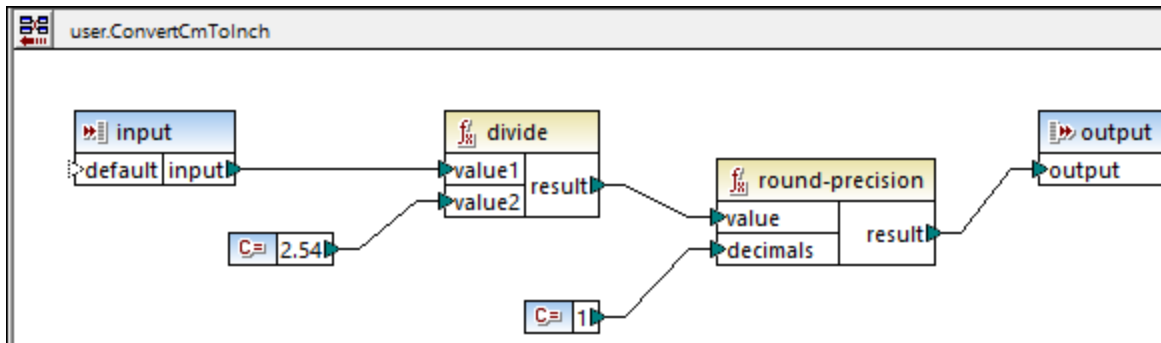 user.ConvertCmToInch
input
default input
divide
value1
value2
result
C= 2.54
round-precision
value
decimals
result
C= 1
output
output